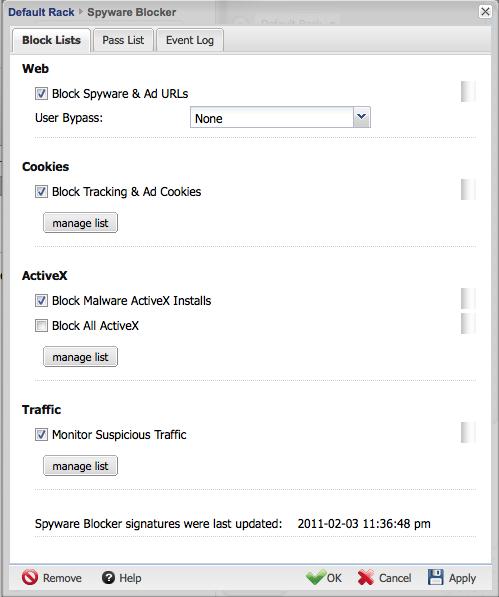 Default Rack Spyware Blocker
Block Lists Pass List Event Log
Web
Block Spyware & Ad URLs
User Bypass: None
Cookies
Block Tracking & Ad Cookies
manage list
ActiveX
Block Malware ActiveX Installs
Block All ActiveX
manage list
Traffic
Monitor Suspicious Traffic
manage list
Spyware Blocker signatures were last updated: 2011-02-03 11:36:48 pm
Remove Help OK Cancel Apply